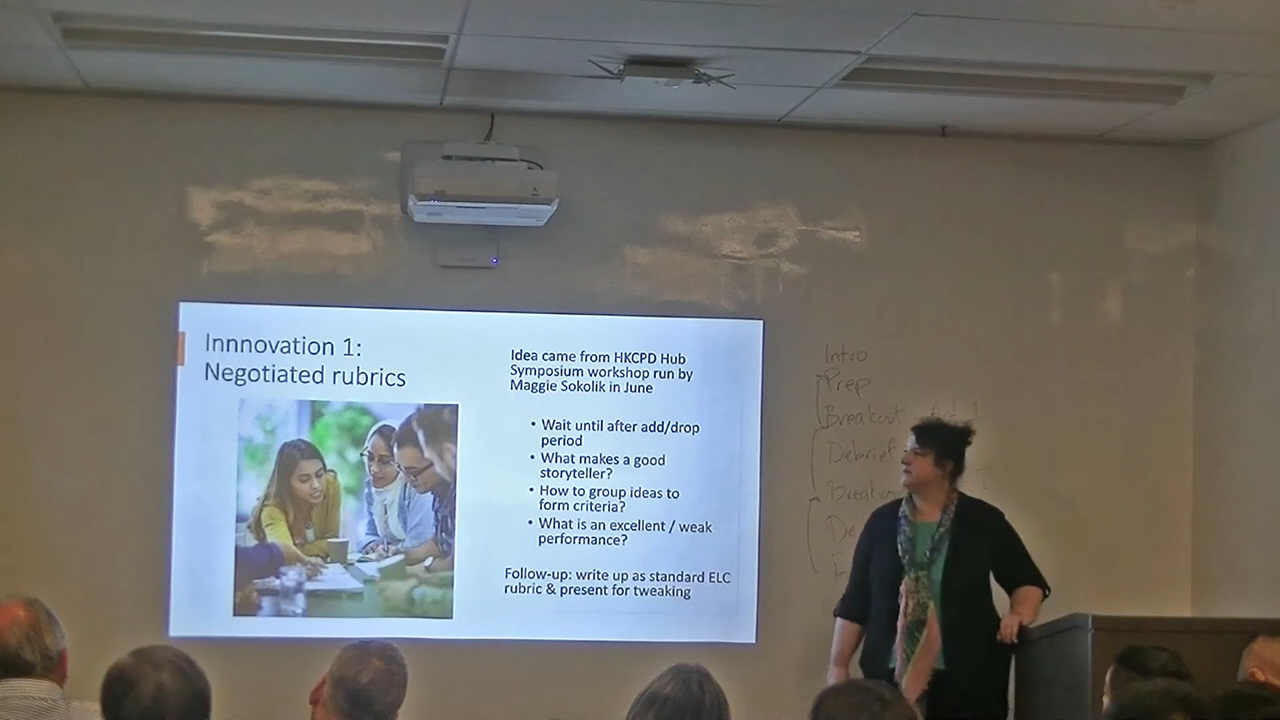 Innnovation 1:
Negotiated rubrics
Idea came from HKCPD Hub
Symposium workshop run by
Maggie Sokolik in June
• Wait until after add/drop
period
• What makes a good
storyteller?
• How to group ideas to
form criteria?
• What is an excellent / weak
performance?
Follow-up: write up as standard ELC
rubric & present for tweaking
Intro
Prep
Breakout
Debrief